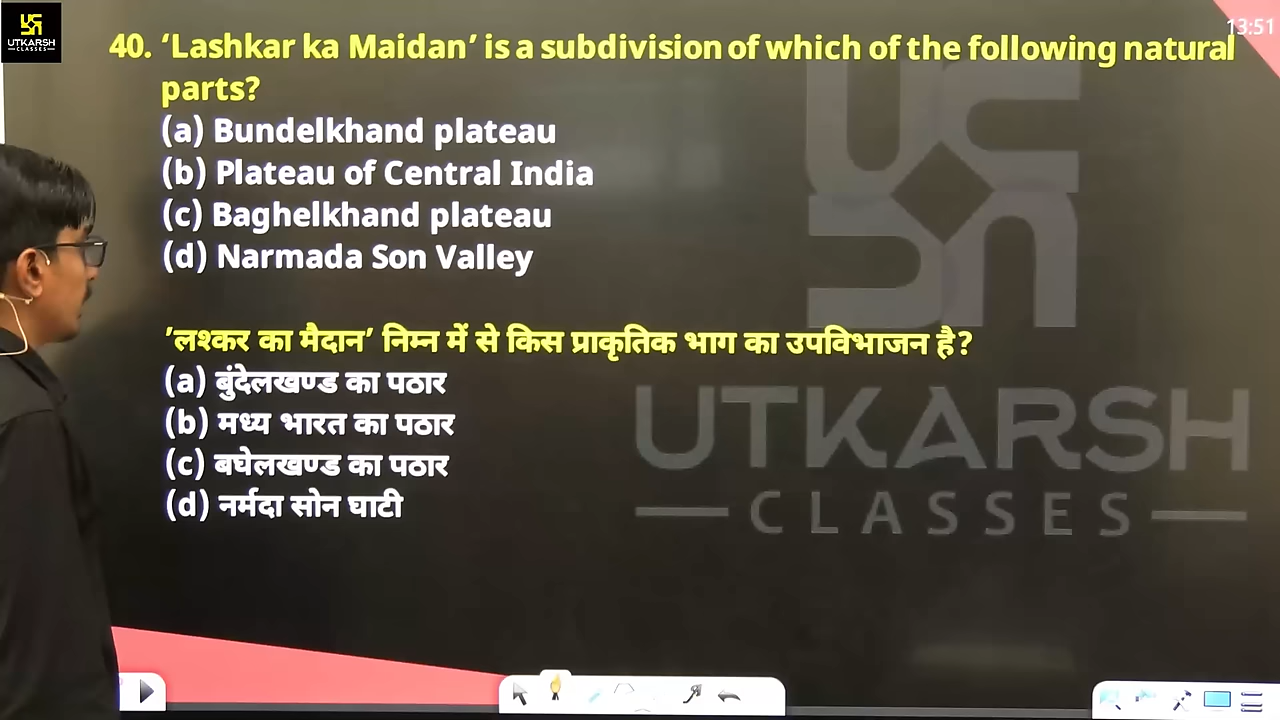 UTKARSH
CLASSES
13:51
40. ‘Lashkar ka Maidan’ is a subdivision of which of the following natural
parts?
(a) Bundelkhand plateau
(b) Plateau of Central India
(c) Baghelkhand plateau
(d) Narmada Son Valley
’लश्कर का मैदान’ निम्न में से किस प्राकृतिक भाग का उपविभाजन है?
(a) बुंदेलखण्ड का पठार
(b) मध्य भारत का पठार
(c) बघेलखण्ड का पठार
(d) नर्मदा सोन घाटी
UTKARSH
CLASSES